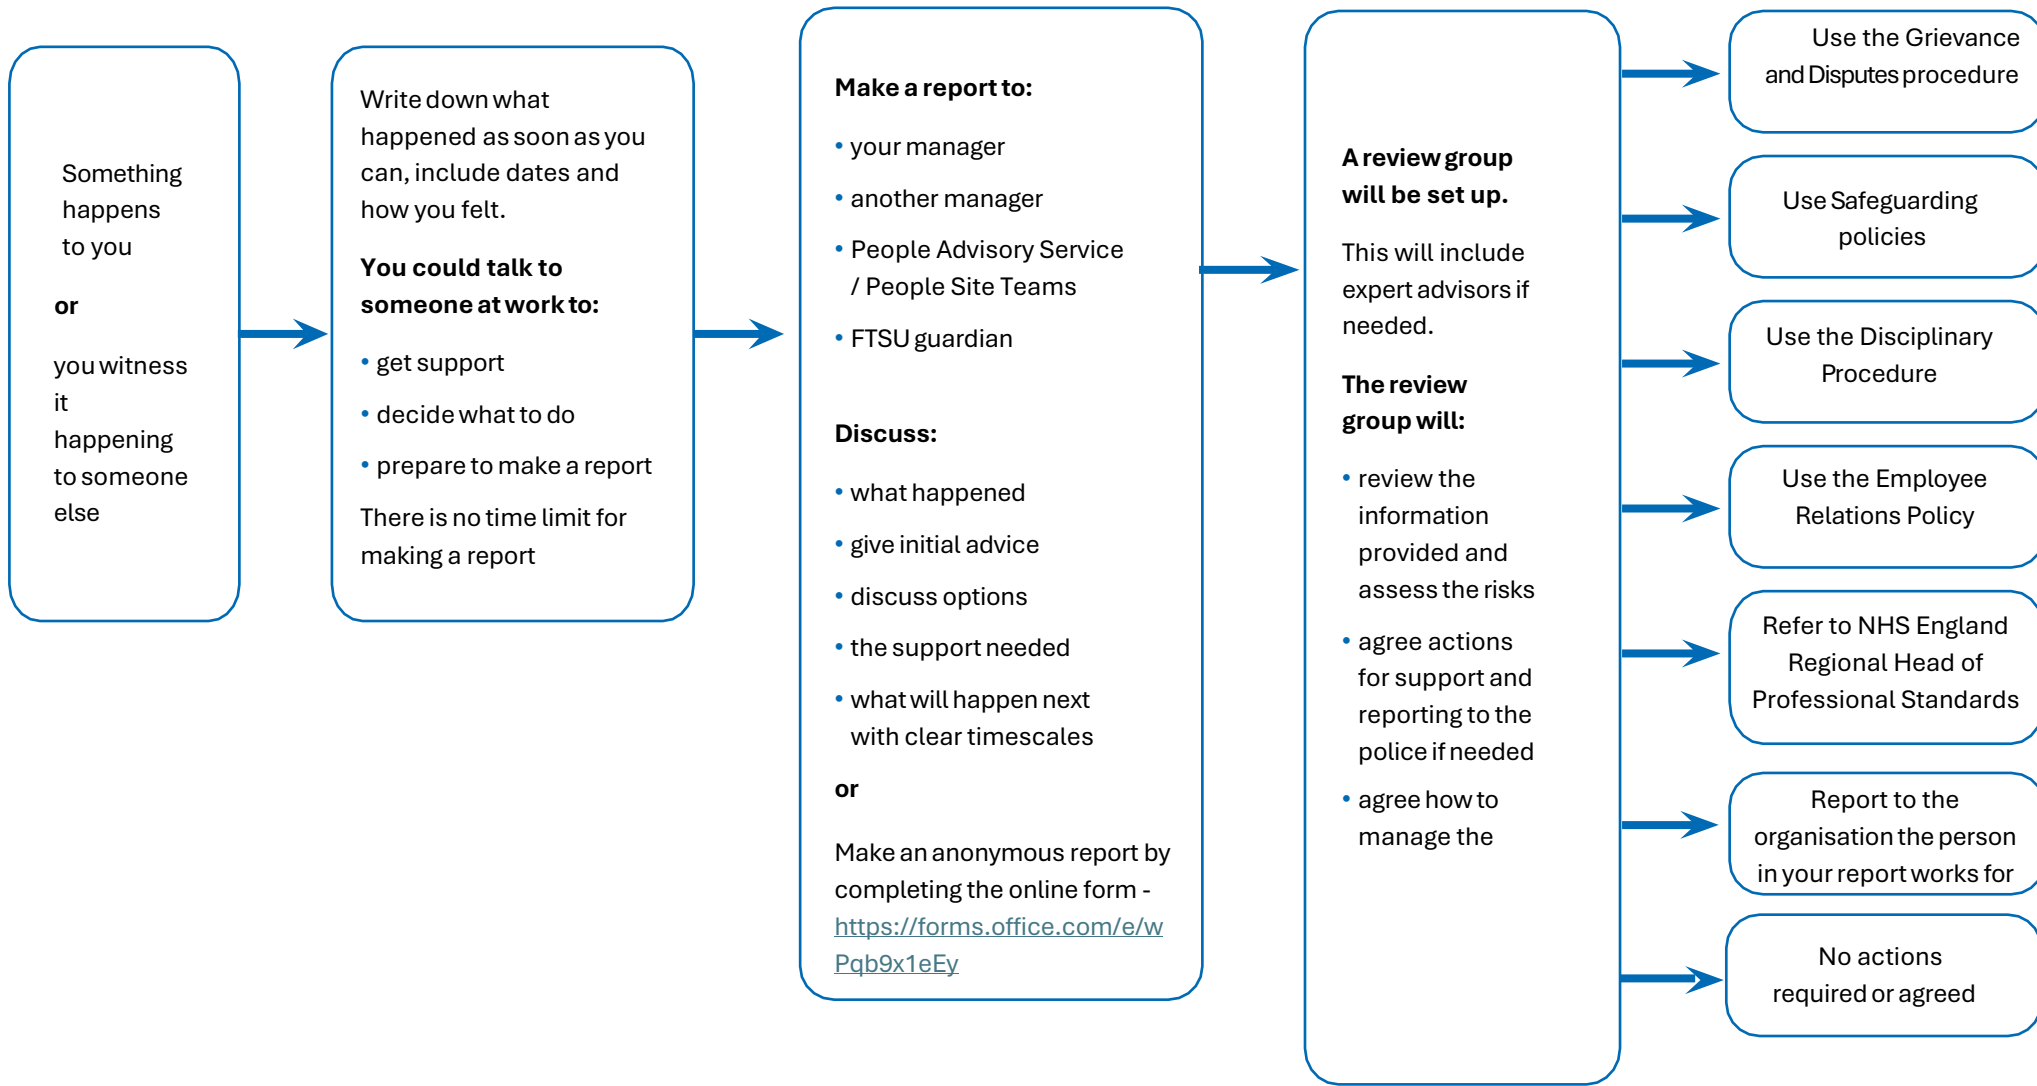 Something
happens
to you
or
you witness
it
happening
to someone
else
Write down what
happened as soon as you
can, include dates and
how you felt.
You could talk to
someone at work to:
• get support
• decide what to do
• prepare to make a report
There is no time limit for
making a report
Make a report to:
• your manager
• another manager
• People Advisory Service
/ People Site Teams
• FTSU guardian
Discuss:
• what happened
• give initial advice
• discuss options
• the support needed
• what will happen next
with clear timescales
or
Make an anonymous report by
completing the online form -
https://forms.office.com/e/w
Pqb9x1eEy
A review group
will be set up.
This will include
expert advisors if
needed.
The review
group will:
• review the
information
provided and
assess the risks
• agree actions
for support and
reporting to the
police if needed
• agree how to
manage the
Use the Grievance
and Disputes procedure
Use Safeguarding
policies
Use the Disciplinary
Procedure
Use the Employee
Relations Policy
Refer to NHS England
Regional Head of
Professional Standards
Report to the
organisation the person
in your report works for
No actions
required or agreed